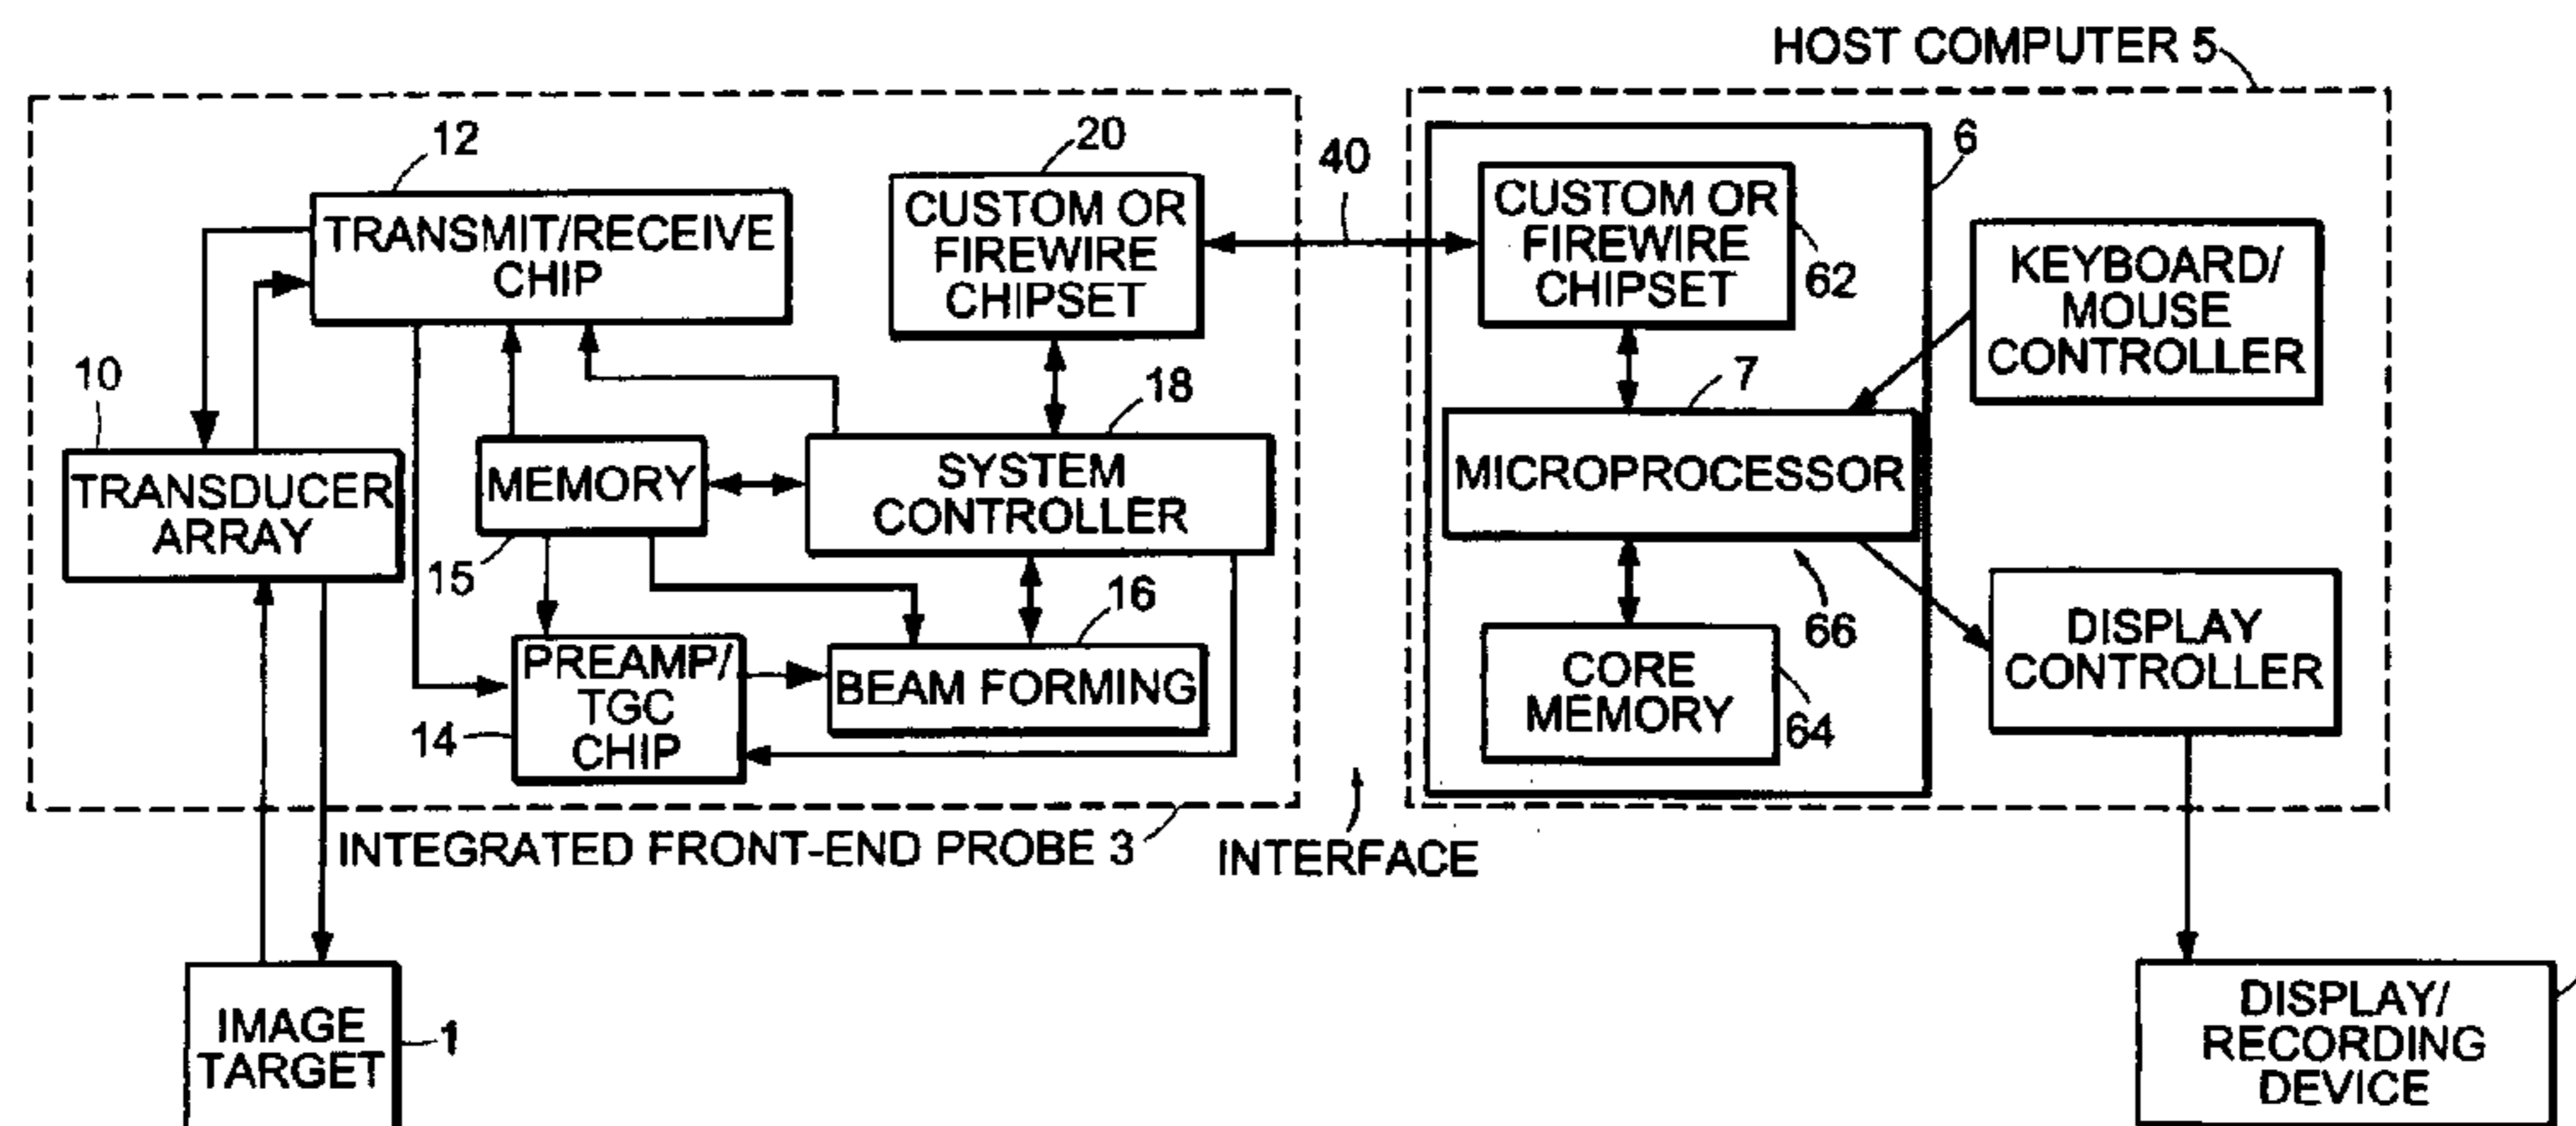 HOST COMPUTER 5
12
20
40
6
TRANSMIT/RECEIVE
CHIP
CUSTOM OR
FIREWIRE
CHIPSET
CUSTOM OR
FIREWIRE
CHIPSET
62
KEYBOARD/
MOUSE
CONTROLLER
10
18
7
TRANSDUCER
ARRAY
MEMORY
SYSTEM
CONTROLLER
MICROPROCESSOR
15
16
66
PREAMP/
TGC
CHIP
14
BEAM FORMING
CORE
MEMORY
64
DISPLAY
CONTROLLER
INTEGRATED FRONT-END PROBE 3
INTERFACE
IMAGE
TARGET
1
DISPLAY/
RECORDING
DEVICE